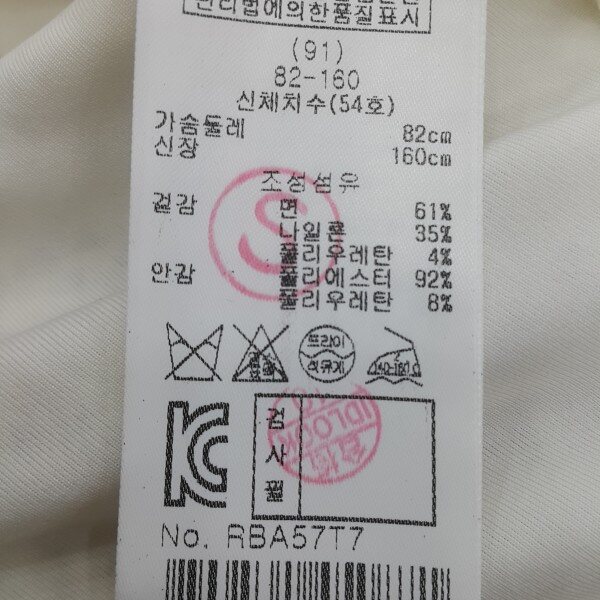 관리법에의한품질표시
(91)
82-160
신체치수(54호)
가슴둘레 82cm
신장 160cm
조성섬유
겉감 면 61%
나일론 35%
폴리우레탄 4%
안감 폴리에스터 92%
폴리우레탄 8%
S
드라이
석유계
2
140-160℃
검사필
No. RBA57T7